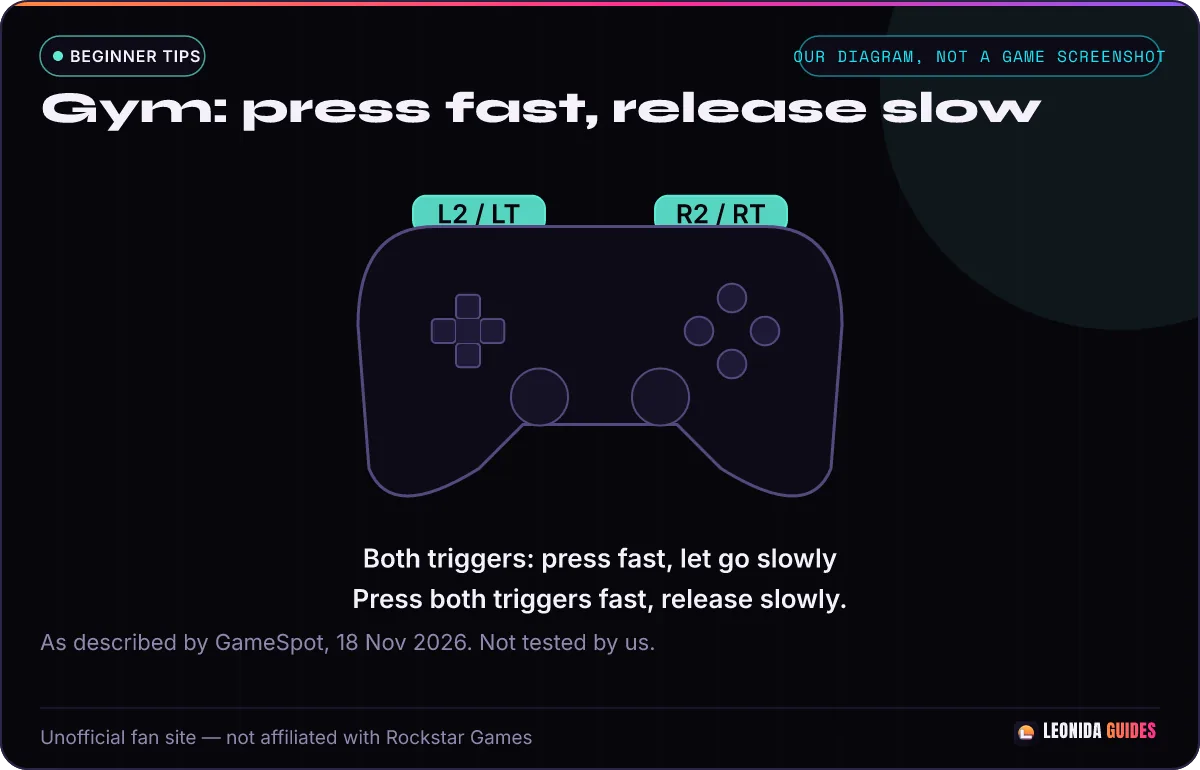 BEGINNER TIPS
OUR DIAGRAM, NOT A GAME SCREENSHOT
Gym: press fast, release slow
L2 / LT
R2 / RT
Both triggers: press fast, let go slowly
Press both triggers fast, release slowly.
As described by GameSpot, 18 Nov 2026. Not tested by us.
Unofficial fan site — not affiliated with Rockstar Games
LEONIDA GUIDES